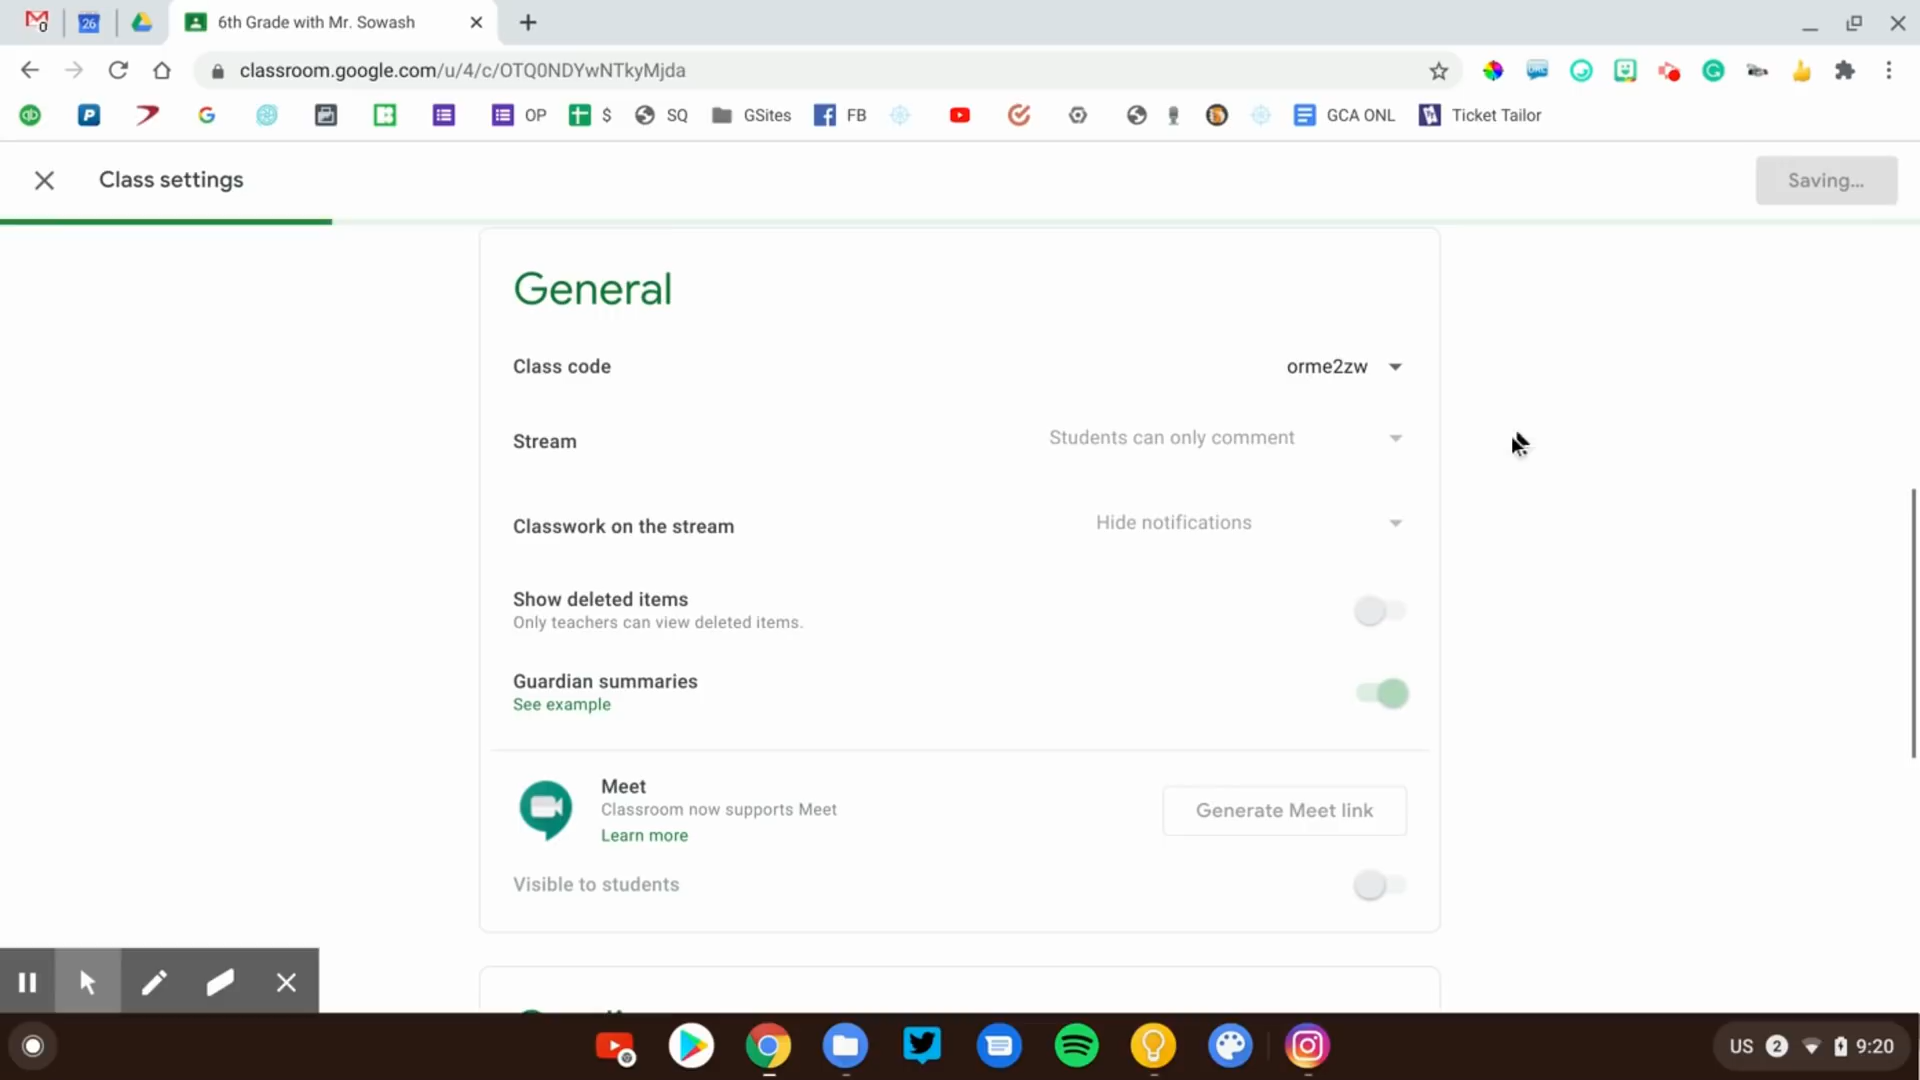 0
26
6th Grade with Mr. Sowash
classroom.google.com/u/4/c/OTQ0NDYwNTkyMjda
OP
$
SQ
GSites
FB
GCA ONL
Ticket Tailor
Class settings
Saving...
General
Class code
orme2zw
Stream
Students can only comment
Classwork on the stream
Hide notifications
Show deleted items
Only teachers can view deleted items.
Guardian summaries
See example
Meet
Classroom now supports Meet
Learn more
Generate Meet link
Visible to students
US 2 9:20